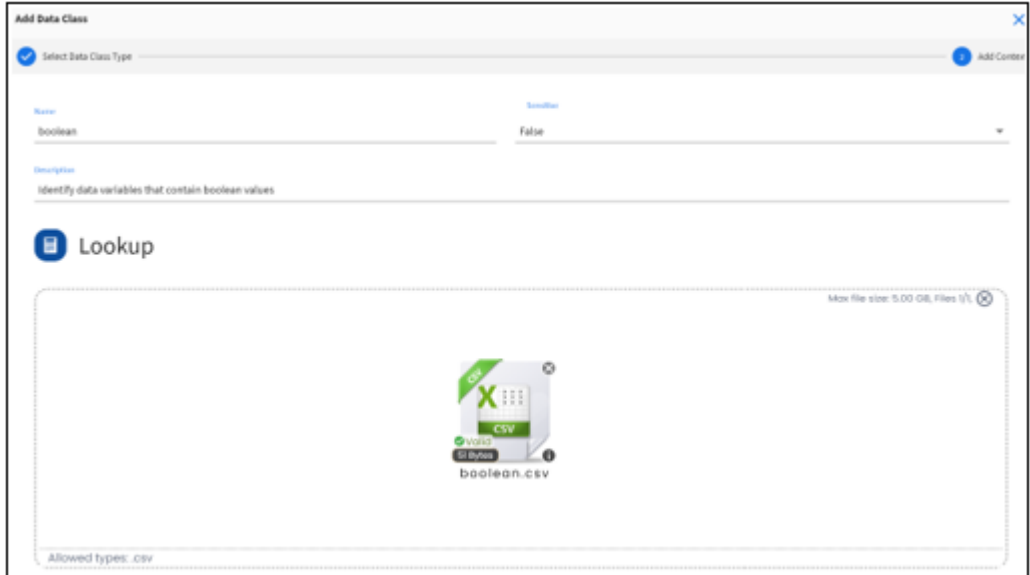 Add Data Class
Select Data Class Type
2
Add Conte
Name
boolean
Sensitive
False
Description
Identify data variables that contain boolean values
Lookup
Max file size: 5.00 GB, Files 1/1,
CSV
X
CSV
Valid
51 Bytes
boolean.csv
Allowed types: .csv